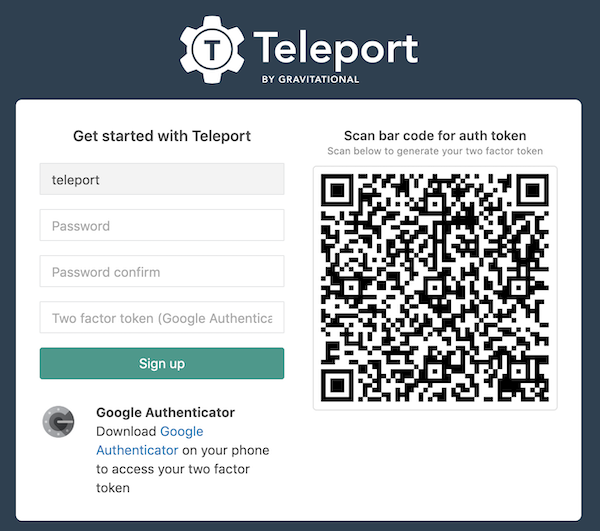 Teleport
BY GRAVITATIONAL
Get started with Teleport
teleport
Password
Password confirm
Two factor token (Google Authentica
Sign up
Google Authenticator
Download Google
Authenticator on your phone
to access your two factor
token
Scan bar code for auth token
Scan below to generate your two factor token